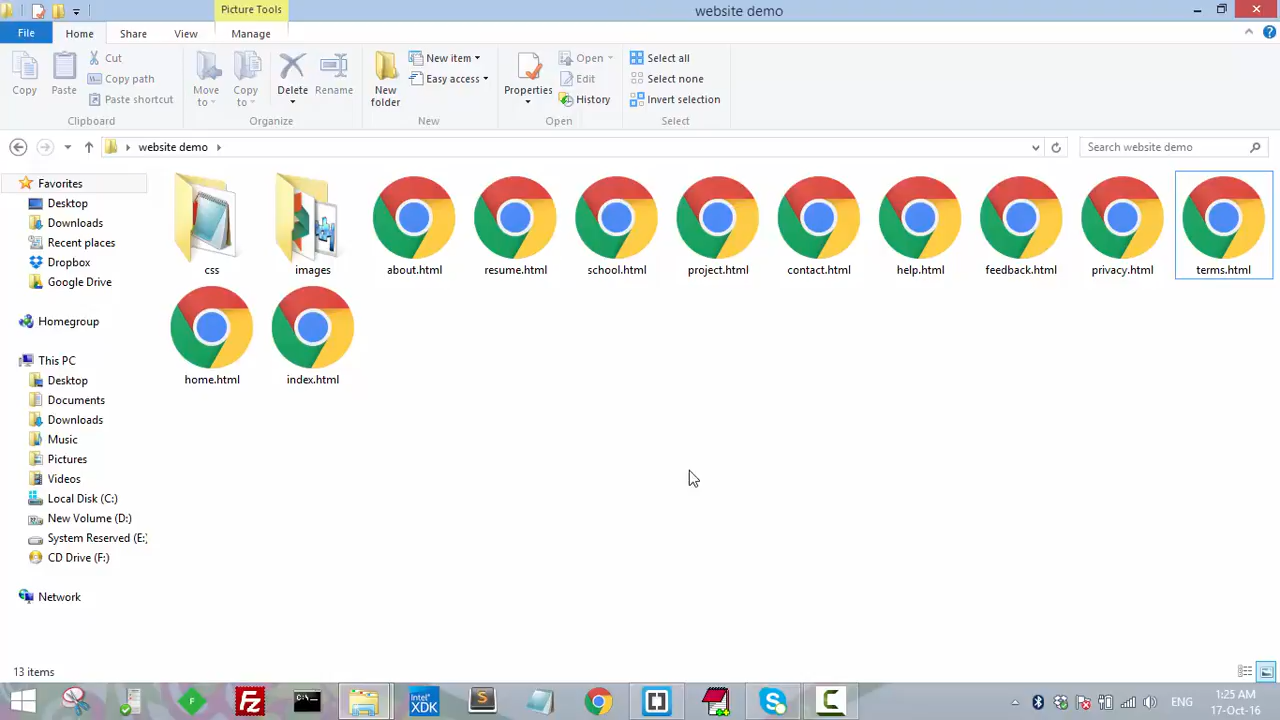 Picture Tools
website demo
File
Home
Share
View
Manage
Copy
Paste
Cut
Copy path
Paste shortcut
Clipboard
Move to
Copy to
Delete
Rename
Organize
New folder
New item
Easy access
New
Properties
Open
Edit
History
Open
Select all
Select none
Invert selection
Select
website demo
Search website demo
Favorites
Desktop
Downloads
Recent places
Dropbox
Google Drive
Homegroup
This PC
Desktop
Documents
Downloads
Music
Pictures
Videos
Local Disk (C:)
New Volume (D:)
System Reserved (E:)
CD Drive (F:)
Network
css
images
about.html
resume.html
school.html
project.html
contact.html
help.html
feedback.html
privacy.html
terms.html
home.html
index.html
13 items
F
Fz
C:\_
Intel®
XDK
S
S
C
ENG
1:25 AM
17-Oct-16